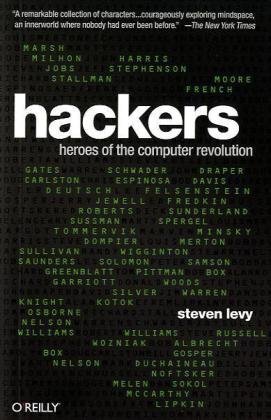 "A remarkable collection of characters...courageously exploring mindspace,
an innerworld where nobody had ever been before." —The New York Times
MARSH
MILHON HARRIS
JOBS STEPHENSON
STALLMAN MOORE
FRENCH
hackers
heroes of the computer revolution
GATES SCHWADER DRAPER
CARLSTON ESPINOSA DAVIS
DEUTSCH FELSENSTEIN
JEWELL FREDKIN
ROBERTS SUNDERLAND
SUSSMAN SPERGEL
TOMMERVIK MINSKY
DOMPIER MERTON
SULLIVAN WIGGINTON
SAUNDERS SOLOMON SAMSON
GREENBLATT PITTMAN BOX
GARRIOTT WOODS
SILVER WARREN
KNIGHT KOTOK
OSBORNE steven levy
NELSON
WILLIAMS WILLIAMS RUSSELL
WOZNIAK ALBRECHT
BOX GOSPER
NELSON DUCHAINEAU
NOFTSKER
MELEN SOKOL
MCCARTHY
O'REILLY LIPKIN